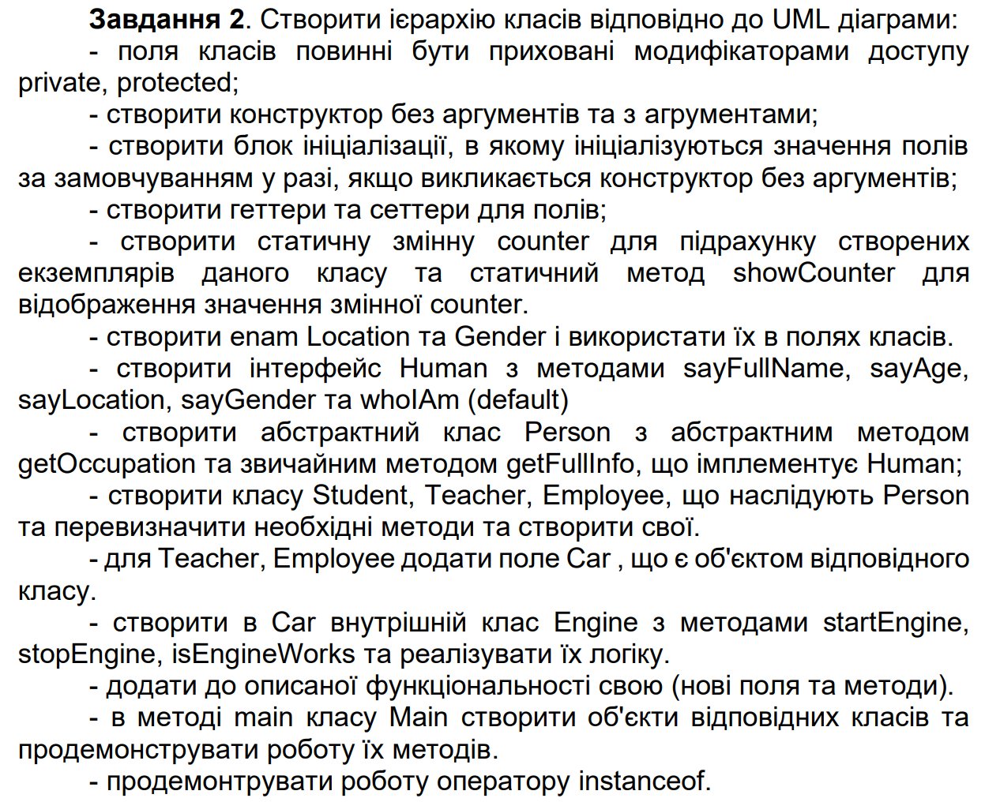 Завдання 2. Створити ієрархію класів відповідно до UML діаграми:
- поля класів повинні бути приховані модифікаторами доступу
private, protected;
- створити конструктор без аргументів та з агрументами;
- створити блок ініціалізації, в якому ініціалізуються значення полів
за замовчуванням у разі, якщо викликається конструктор без аргументів;
- створити геттери та сеттери для полів;
- створити статичну змінну counter для підрахунку створених
екземплярів даного класу та статичний метод showCounter для
відображення значення змінної counter.
- створити enam Location та Gender і використати їх в полях класів.
- створити інтерфейс Human з методами sayFullName, sayAge,
sayLocation, sayGender та whoIAm (default)
- створити абстрактний клас Person з абстрактним методом
getOccupation та звичайним методом getFullInfo, що імплементує Human;
- створити класу Student, Teacher, Employee, що наслідують Person
та перевизначити необхідні методи та створити свої.
- для Teacher, Employee додати поле Car , що є об'єктом відповідного
класу.
- створити в Car внутрішній клас Engine з методами startEngine,
stopEngine, isEngineWorks та реалізувати їх логіку.
- додати до описаної функціональності свою (нові поля та методи).
- в методі main класу Main створити об'єкти відповідних класів та
продемонструвати роботу їх методів.
- продемонтрувати роботу оператору instanceof.